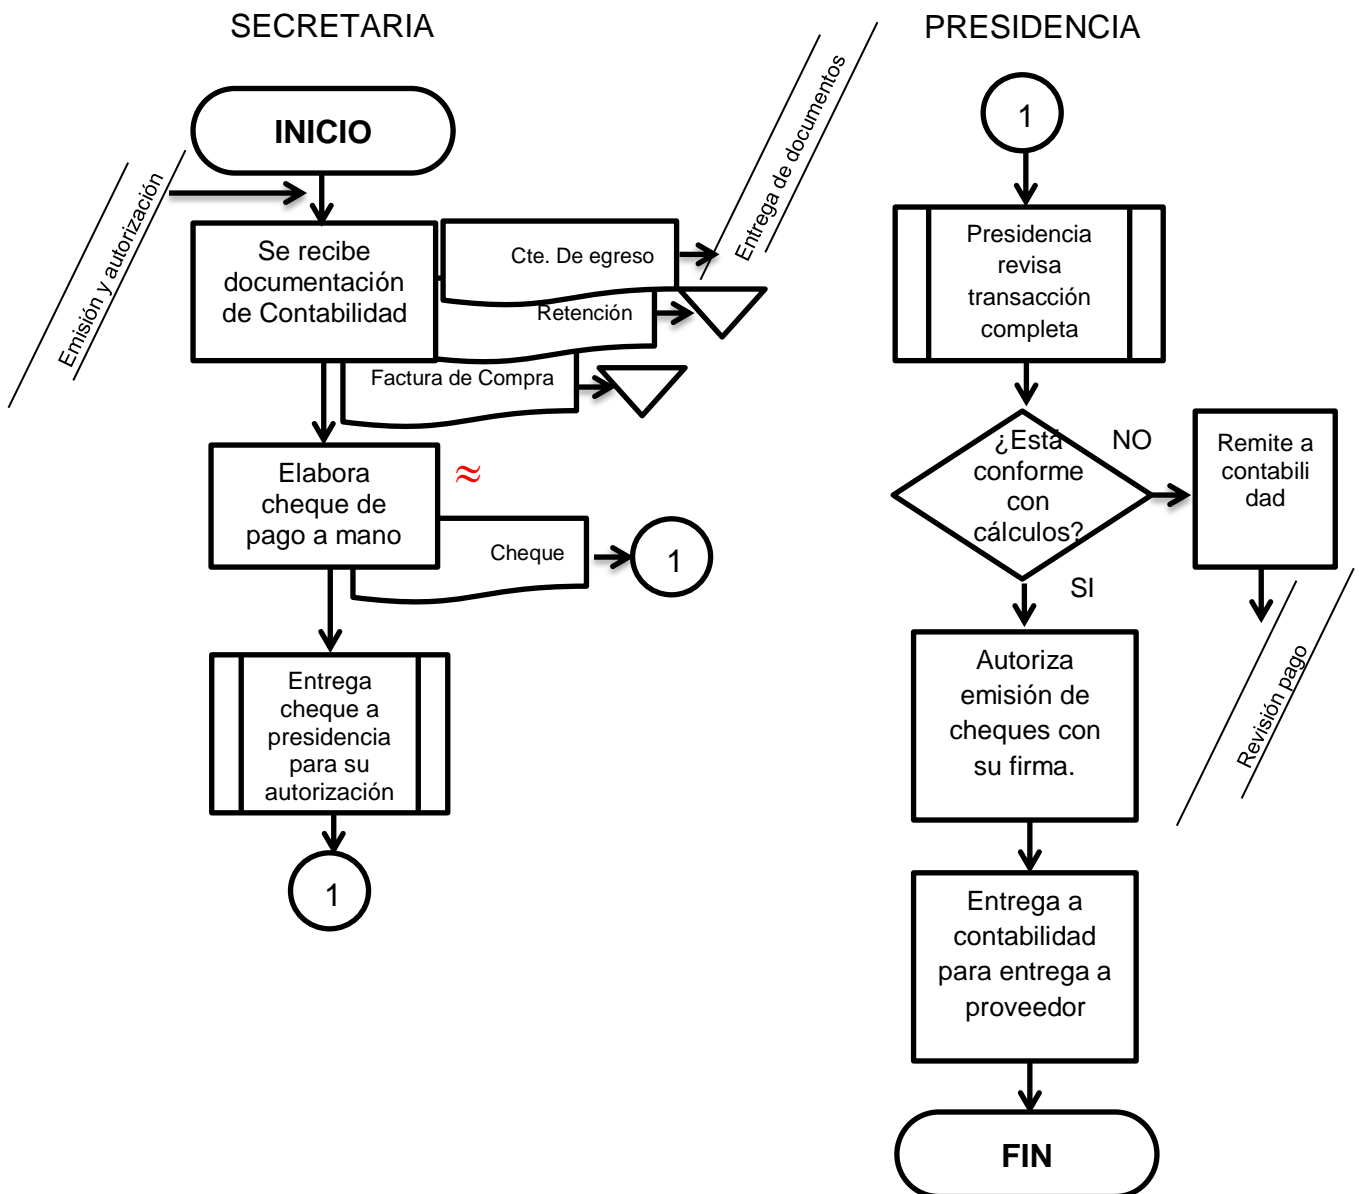 SECRETARIA
INICIO
Emisión y autorización
Se recibe
documentación
de Contabilidad
Cte. De egreso
Entrega de documentos
Retención
Factura de Compra
Elabora
cheque de
pago a mano
≈
Cheque
1
Entrega
cheque a
presidencia
para su
autorización
1
PRESIDENCIA
1
Presidencia
revisa
transacción
completa
¿Está
conforme
con
cálculos?
NO
Remite a
contabili
dad
Revisión pago
SI
Autoriza
emisión de
cheques con
su firma.
Entrega a
contabilidad
para entrega a
proveedor
FIN